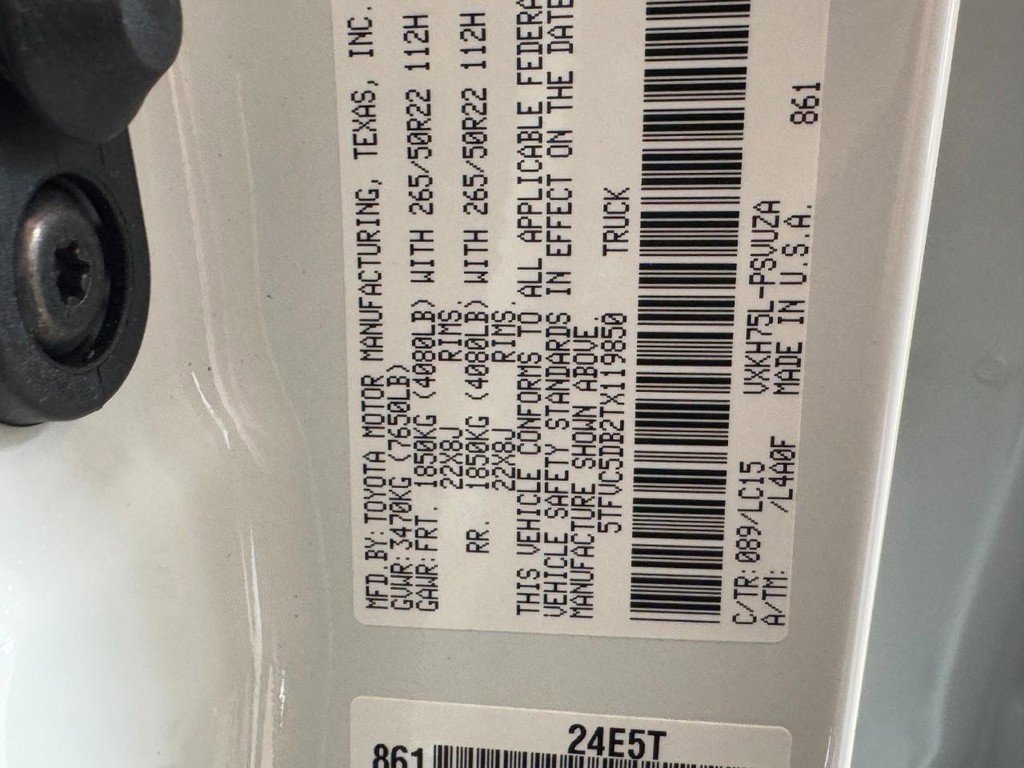 MFD.BY:TOYOTA MOTOR MANUFACTURING, TEXAS, INC.
GVWR:3470KG (7650LB)
GAWR:FRT. 1850KG (4080LB) WITH 265/50R22 112H
22X8J RIMS.
RR. 1850KG (4080LB) WITH 265/50R22 112H
22X8J RIMS.
THIS VEHICLE CONFORMS TO ALL APPLICABLE FEDERA
VEHICLE SAFETY STANDARDS IN EFFECT ON THE DATE
MANUFACTURE SHOWN ABOVE.
5TFVC5DB2TX119850 TRUCK
C/TR:089/LC15 VXKH75L-PSVUZA
A/TM: /L4A0F MADE IN U.S.A. 861
24E5T
861